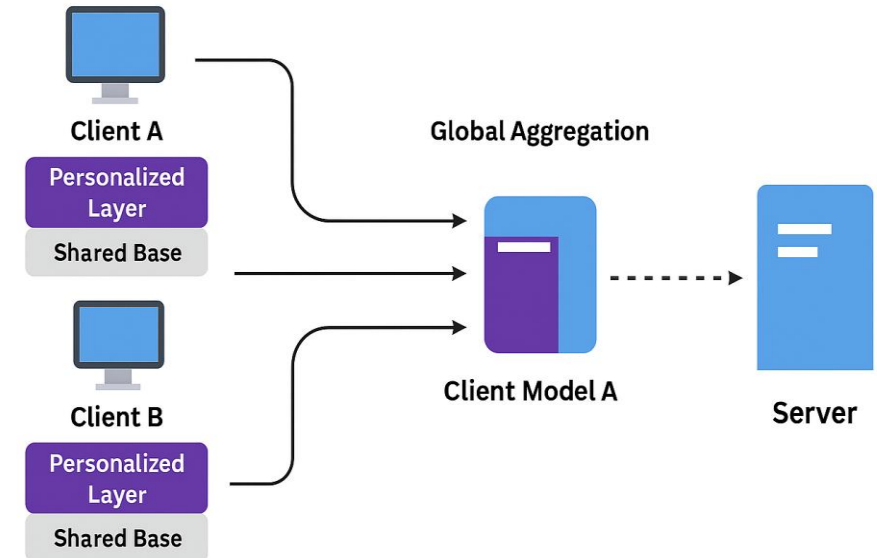 Client A
Personalized
Layer
Shared Base
Client B
Personalized
Layer
Shared Base
Global Aggregation
Client Model A
Server